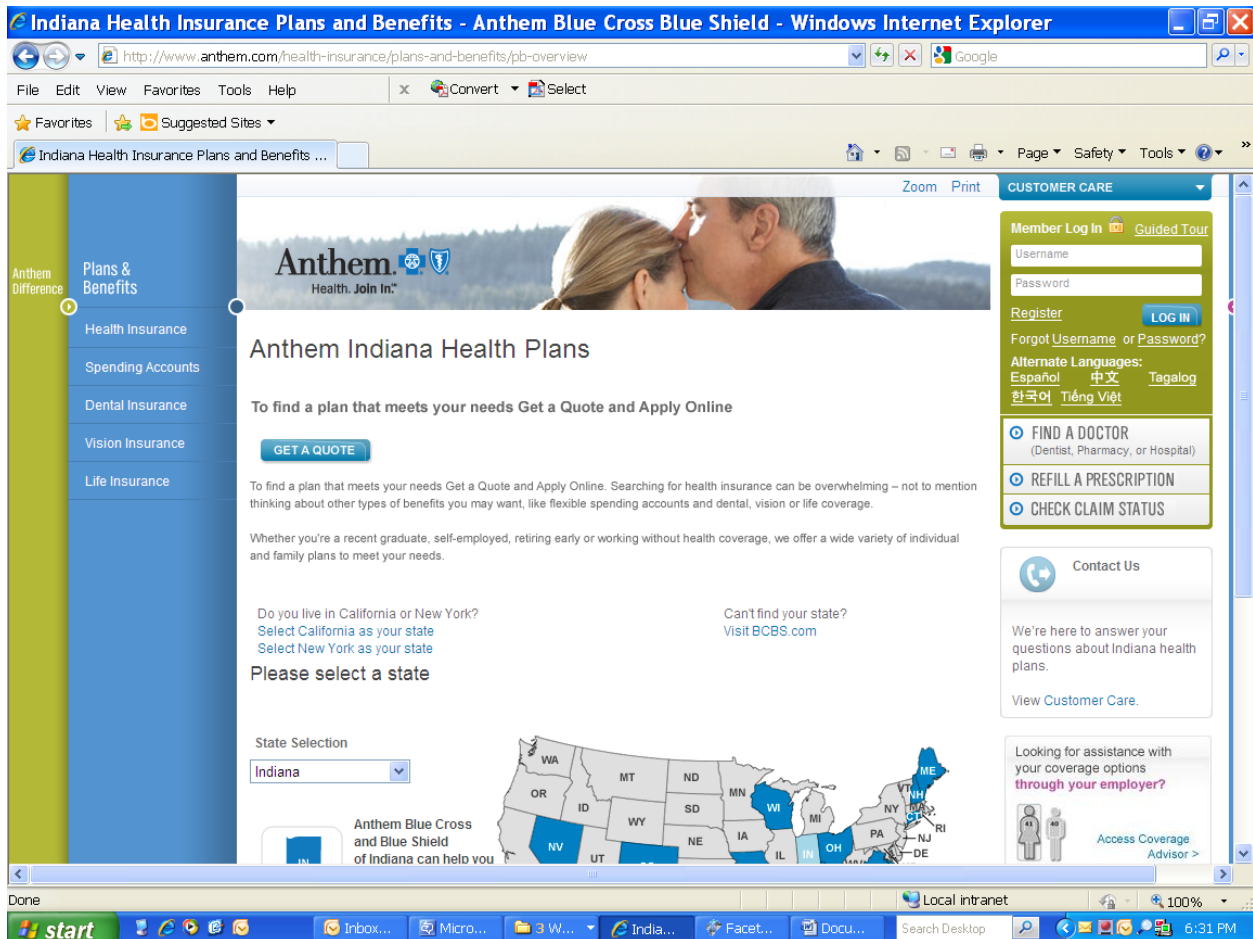 Indiana Health Insurance Plans and Benefits - Anthem Blue Cross Blue Shield - Windows Internet Explorer
http://www.anthem.com/health-insurance/plans-and-benefits/pb-overview
Google
File Edit View Favorites Tools Help
x Convert Select
Favorites Suggested Sites
Indiana Health Insurance Plans and Benefits ...
Page Safety Tools
Anthem
Difference
Plans &
Benefits
Health Insurance
Spending Accounts
Dental Insurance
Vision Insurance
Life Insurance
Zoom Print
Anthem.
Health. Join In.
Anthem Indiana Health Plans
To find a plan that meets your needs Get a Quote and Apply Online
GET A QUOTE
To find a plan that meets your needs Get a Quote and Apply Online. Searching for health insurance can be overwhelming – not to mention
thinking about other types of benefits you may want, like flexible spending accounts and dental, vision or life coverage.
Whether you're a recent graduate, self-employed, retiring early or working without health coverage, we offer a wide variety of individual
and family plans to meet your needs.
Do you live in California or New York?
Select California as your state
Select New York as your state
Can't find your state?
Visit BCBS.com
Please select a state
State Selection
Indiana
IN
Anthem Blue Cross
and Blue Shield
of Indiana can help you
WA
MT
ND
MN
OR
ID
WY
SD
WI
MI
NE
IA
NV
UT
IL
IN
OH
PA
NY
VT
NH
ME
MA
CT
RI
NJ
DE
CUSTOMER CARE
Member Log In Guided Tour
Username
Password
Register LOG IN
Forgot Username or Password?
Alternate Languages:
Español 中文 Tagalog
한국어 Tiếng Việt
FIND A DOCTOR
(Dentist, Pharmacy, or Hospital)
REFILL A PRESCRIPTION
CHECK CLAIM STATUS
Contact Us
We're here to answer your
questions about Indiana health
plans.
View Customer Care.
Looking for assistance with
your coverage options
through your employer?
41 40
Access Coverage
Advisor >
Done
Local intranet
100%
start
Inbox...
Micro...
3 W...
India...
Facet...
Docu...
Search Desktop
6:31 PM